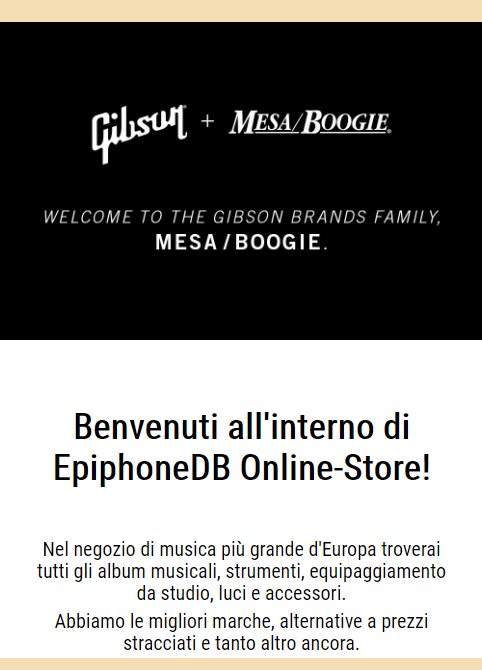 Gibson + MESA/BOOGIE®
WELCOME TO THE GIBSON BRANDS FAMILY,
MESA/BOOGIE.
Benvenuti all'interno di
EpiphoneDB Online-Store!
Nel negozio di musica più grande d'Europa troverai
tutti gli album musicali, strumenti, equipaggiamento
da studio, luci e accessori.
Abbiamo le migliori marche, alternative a prezzi
stracciati e tanto altro ancora.